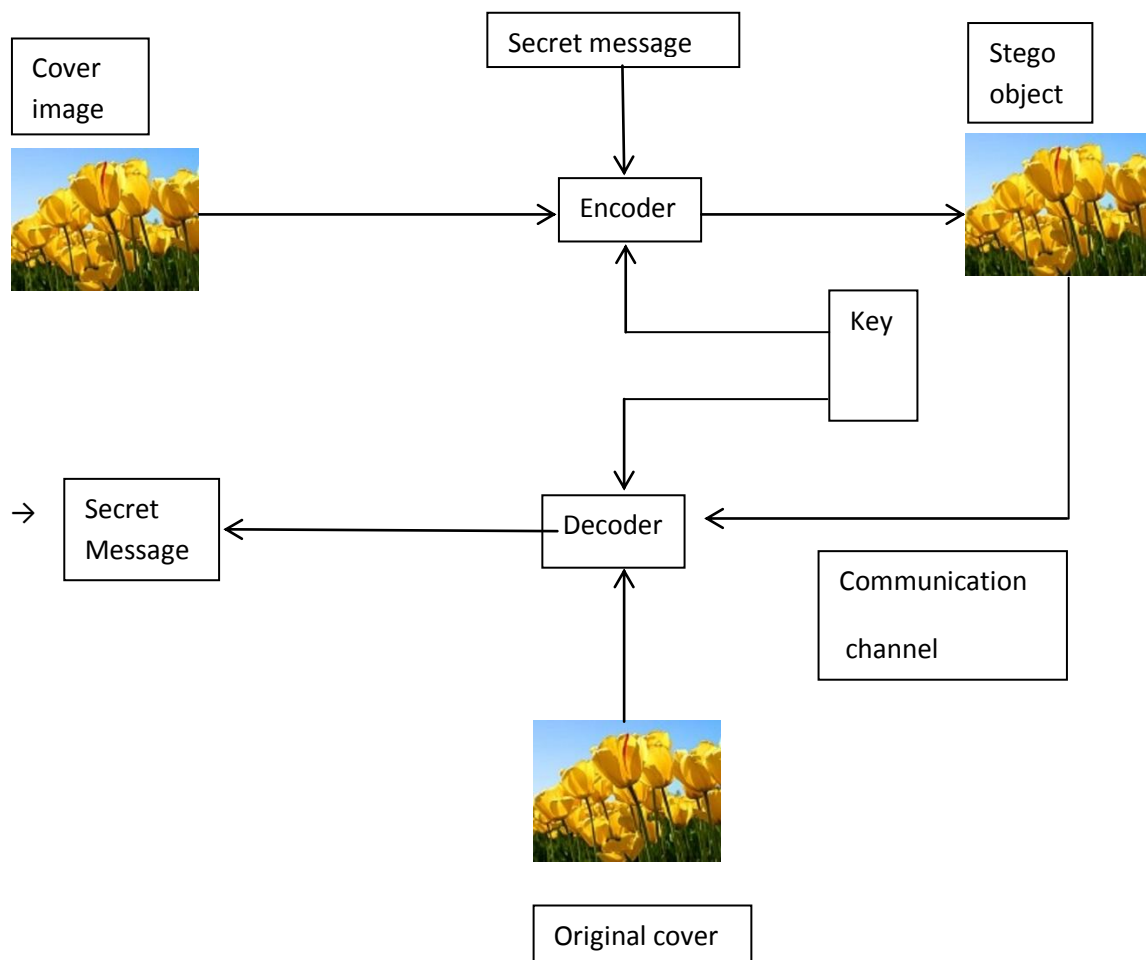 Secret message
Cover
image
Stego
object
Encoder
Key
Secret
Message
Decoder
Communication
channel
Original cover